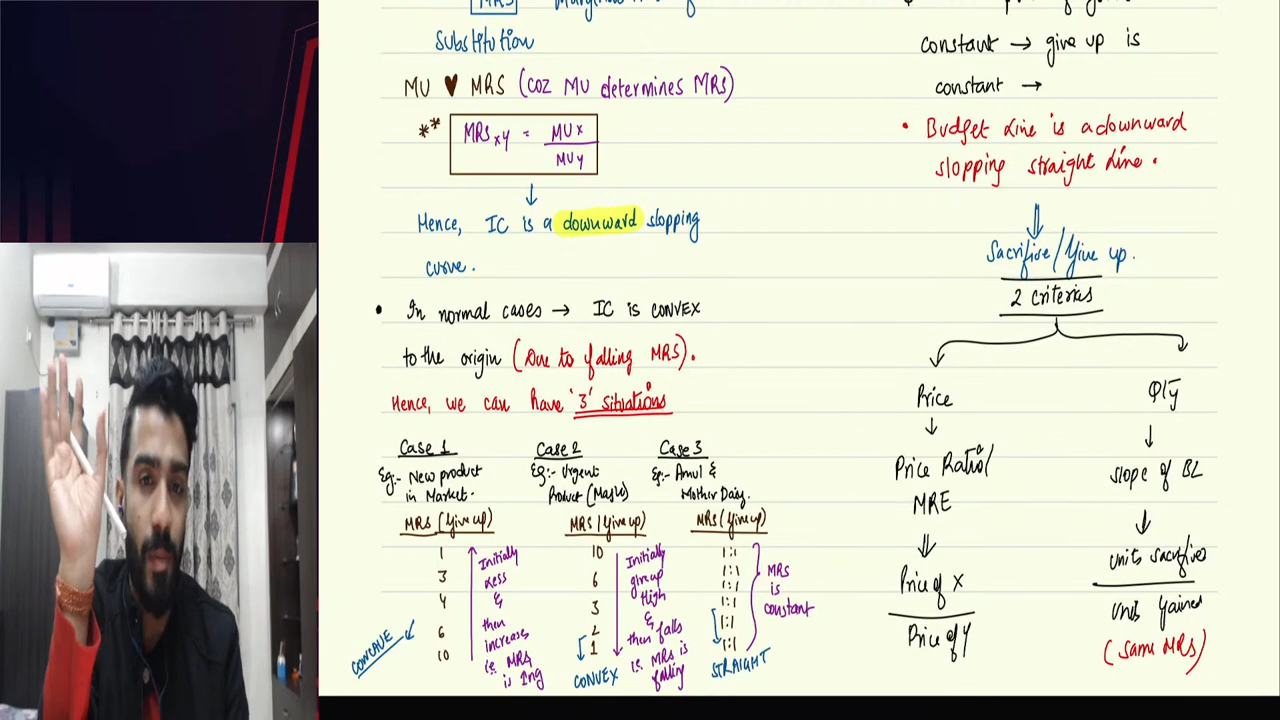 MRS
Substitution
MU ♥ MRS (coz MU determines MRS)
** MRSxy = MUx
MUy
Hence, IC is a downward slopping
curve.
• In normal cases → IC is CONVEX
to the origin (Due to falling MRS).
Hence, we can have '3' situations
Case 1
Eg:- New product
in Market.
MRS (Give up)
1
3
4
6
10
Initially
less
&
then
increases
i.e. MRS
is Ing
CONCAVE
Case 2
Eg:- Urgent
Product (Mask)
MRS (Give up)
10
6
3
2
1
Initially
give up
High
&
then falls
i.e. MRS is
falling
CONVEX
Case 3
Eg:- Amul &
Mother Dairy.
MRS (Give up)
1:1
1:1
1:1
1:1
1:1
1:1
MRS
is
constant
STRAIGHT
constant → give up is
constant →
• Budget Line is a downward
slopping straight Line.
Sacrifice/Give up.
2 criterias
Price
Price Ratio/
MRE
Price of X
Price of Y
QTY
Slope of BL
Units sacrifice
Units gained
(Same MRS)